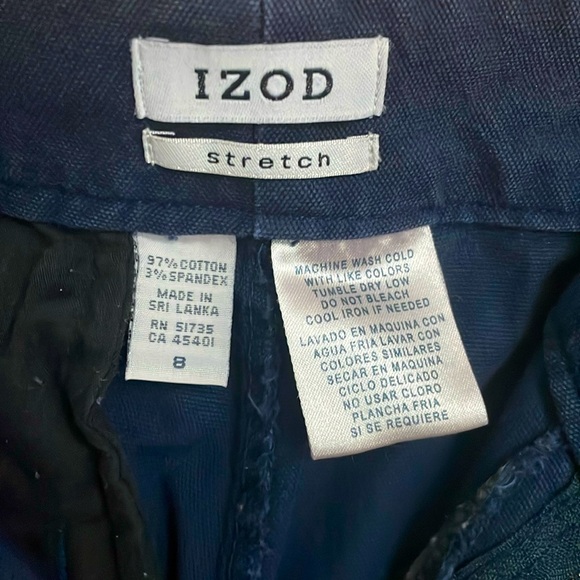 IZOD
stretch
97% COTTON
3% SPANDEX
MADE IN
SRI LANKA
RN 51735
CA 45401
8
MACHINE WASH COLD
WITH LIKE COLORS
TUMBLE DRY LOW
DO NOT BLEACH
COOL IRON IF NEEDED
LAVADO EN MAQUINA CON
AGUA FRIA LAVAR CON
COLORES SIMILARES
SECAR EN MAQUINA
CICLO DELICADO
NO USAR CLORO
PLANCHA FRIA
SI SE REQUIERE